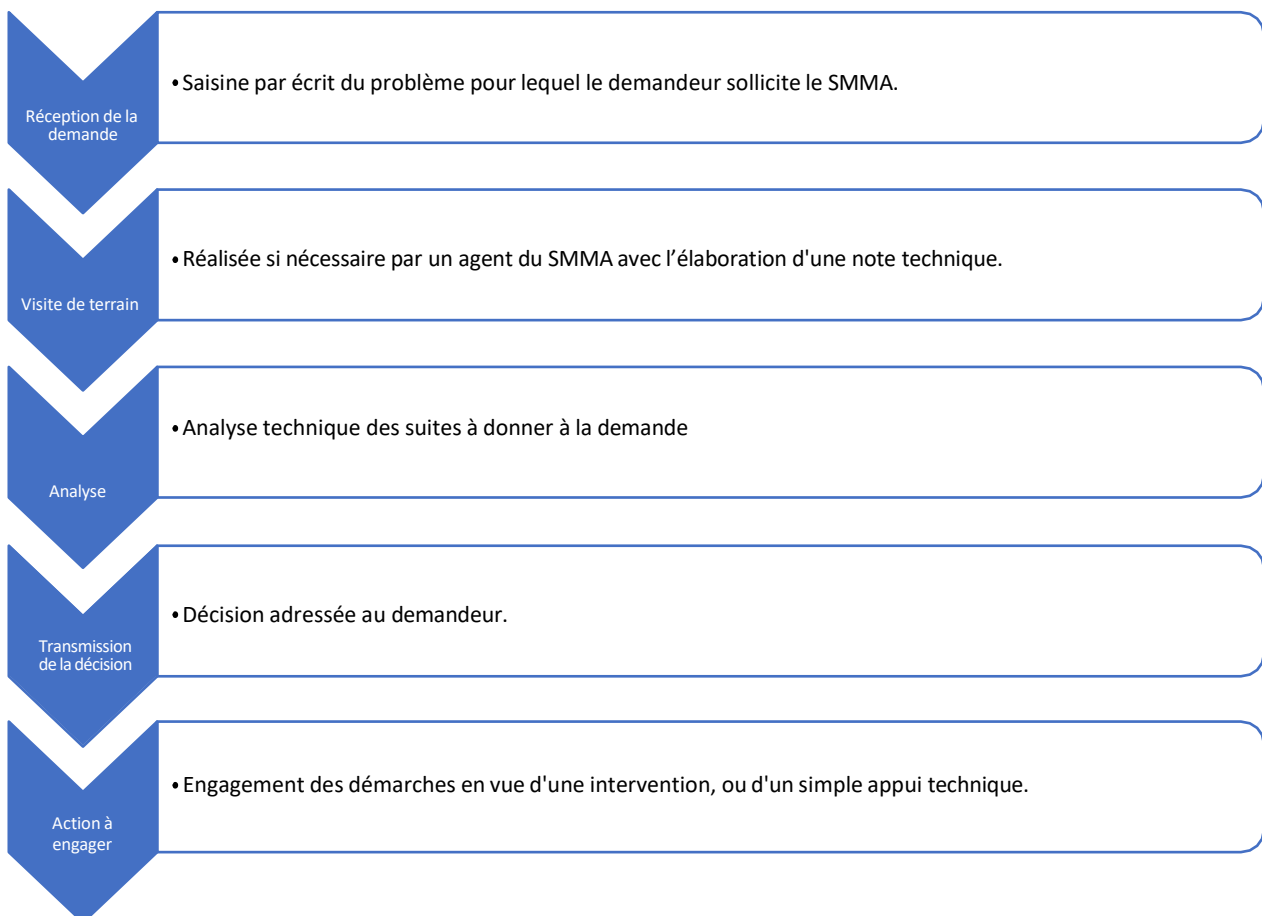 Réception de la
demande
• Saisine par écrit du problème pour lequel le demandeur sollicite le SMMA.
Visite de terrain
• Réalisée si nécessaire par un agent du SMMA avec l’élaboration d'une note technique.
Analyse
• Analyse technique des suites à donner à la demande
Transmission
de la décision
• Décision adressée au demandeur.
Action à
engager
• Engagement des démarches en vue d'une intervention, ou d'un simple appui technique.